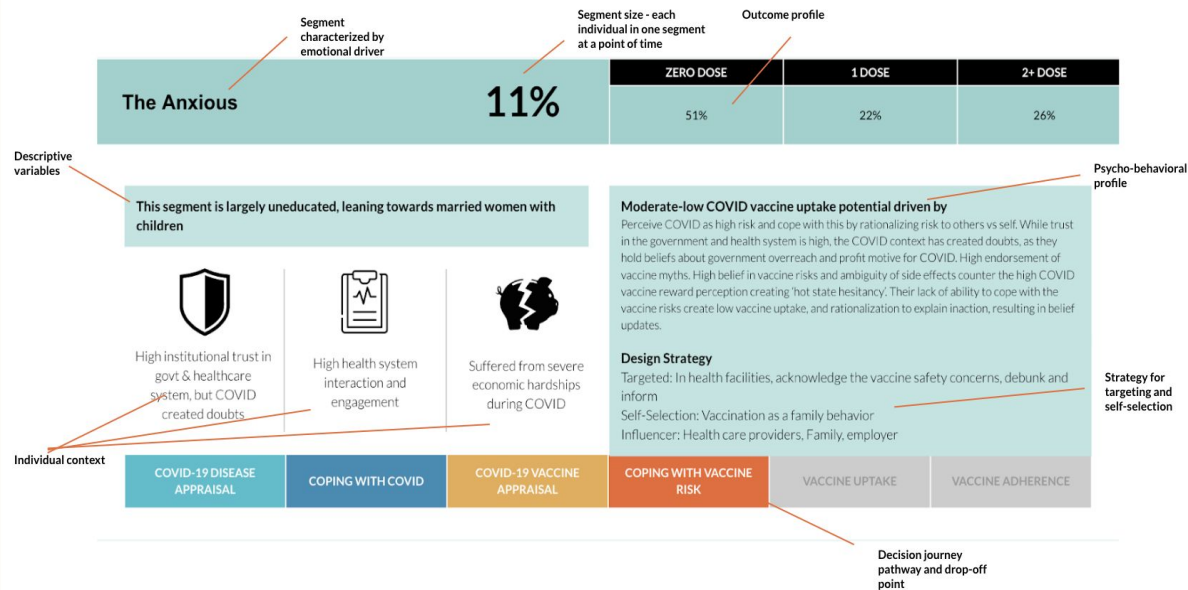 Segment
characterized by
emotional driver
Segment size - each
individual in one segment
at a point of time
Outcome profile
The Anxious
11%
ZERO DOSE
1 DOSE
2+ DOSE
51%
22%
26%
Descriptive
variables
Psycho-behavioral
profile
This segment is largely uneducated, leaning towards married women with
children
High institutional trust in
govt & healthcare
system, but COVID
created doubts
High health system
interaction and
engagement
Suffered from severe
economic hardships
during COVID
Individual context
Moderate-low COVID vaccine uptake potential driven by
Perceive COVID as high risk and cope with this by rationalizing risk to others vs self. While trust
in the government and health system is high, the COVID context has created doubts, as they
hold beliefs about government overreach and profit motive for COVID. High endorsement of
vaccine myths. High belief in vaccine risks and ambiguity of side effects counter the high COVID
vaccine reward perception creating 'hot state hesitancy'. Their lack of ability to cope with the
vaccine risks create low vaccine uptake, and rationalization to explain inaction, resulting in belief
updates.
Design Strategy
Targeted: In health facilities, acknowledge the vaccine safety concerns, debunk and
inform
Self-Selection: Vaccination as a family behavior
Influencer: Health care providers, Family, employer
Strategy for
targeting and
self-selection
COVID-19 DISEASE
APPRAISAL
COPING WITH COVID
COVID-19 VACCINE
APPRAISAL
COPING WITH VACCINE
RISK
VACCINE UPTAKE
VACCINE ADHERENCE
Decision journey
pathway and drop-off
point